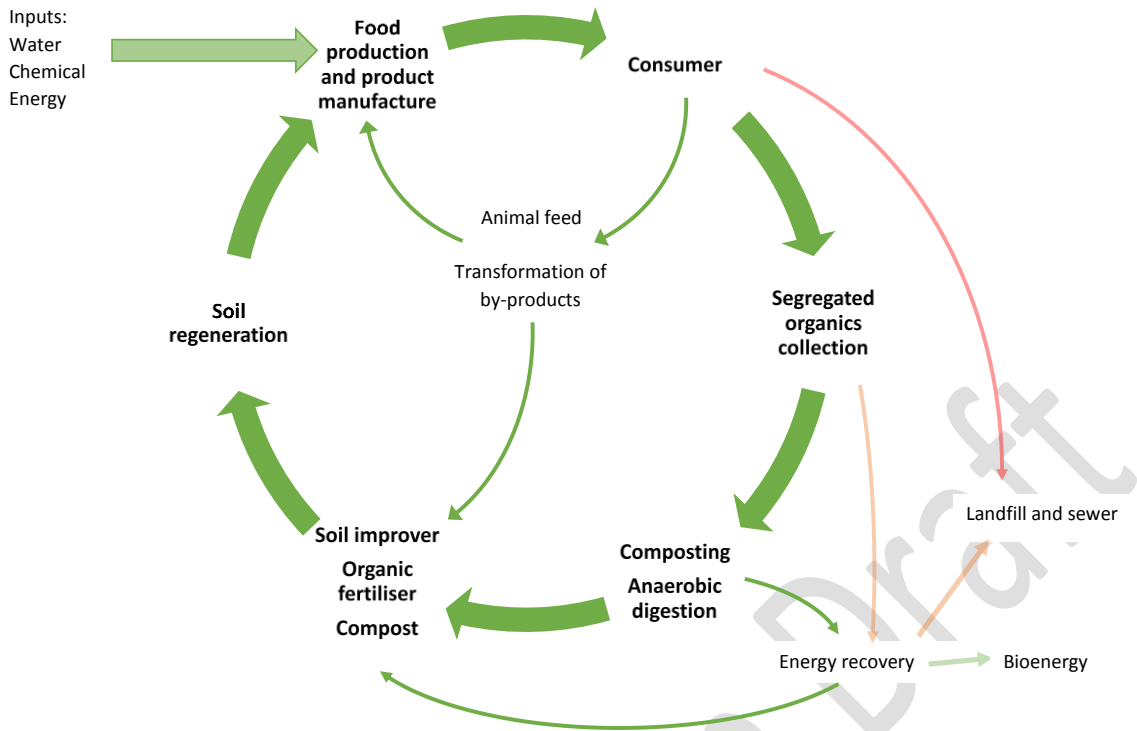 Inputs:
Water
Chemical
Energy
Food
production
and product
manufacture
Consumer
Animal feed
Transformation of
by-products
Soil
regeneration
Segregated
organics
collection
Landfill and sewer
Soil improver
Organic
fertiliser
Compost
Composting
Anaerobic
digestion
Energy recovery
Bioenergy
Draft